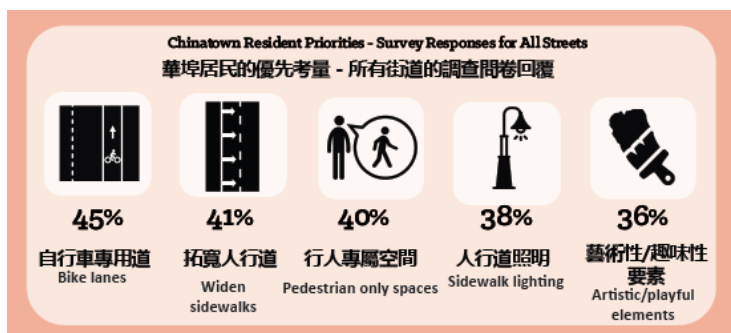 Chinatown Resident Priorities - Survey Responses for All Streets
華埠居民的優先考量 - 所有街道的調查問卷回覆
45%
自行車專用道
Bike lanes
41%
拓寬人行道
Widen
sidewalks
40%
行人專屬空間
Pedestrian only spaces
38%
人行道照明
Sidewalk lighting
36%
藝術性/趣味性
要素
Artistic/playful
elements